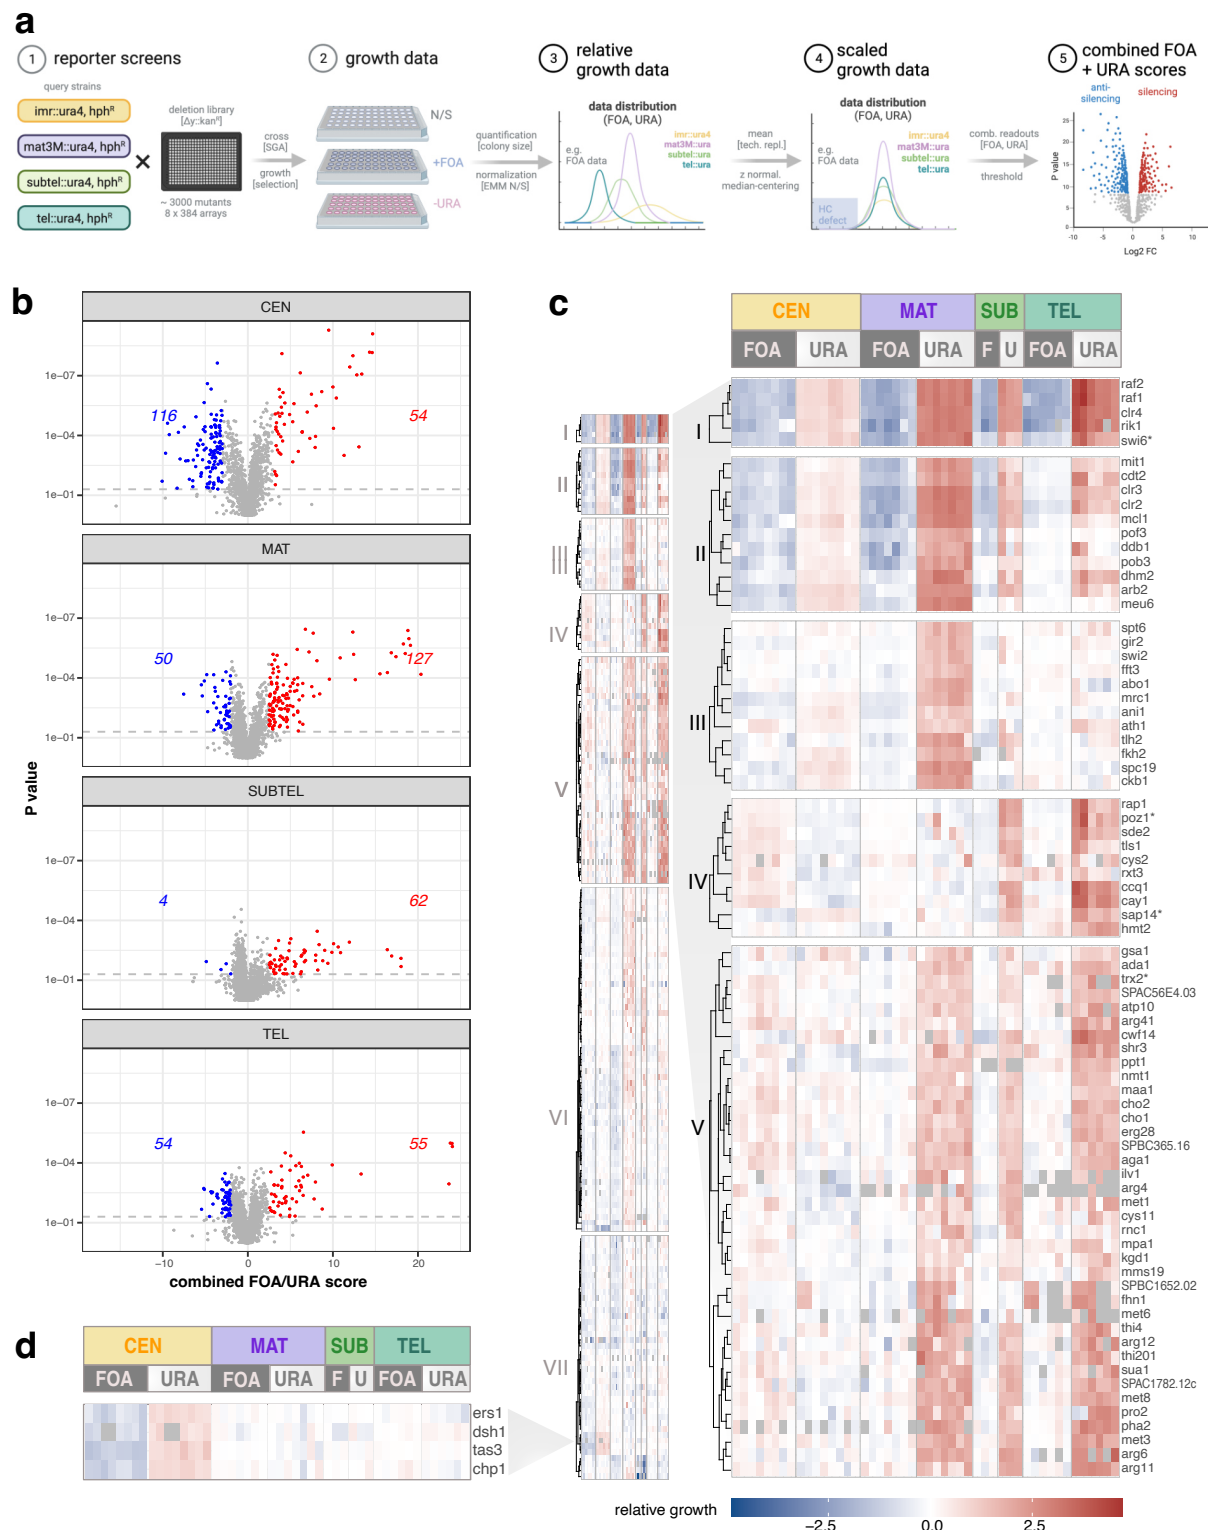 a
1 reporter screens
query strains
imr::ura4, hphR
mat3M::ura4, hphR
subtel::ura4, hphR
tel::ura4, hphR
deletion library
[Δy::kanR]
~ 3000 mutants
8 x 384 arrays
cross
[SGA]
growth
[selection]
2 growth data
N/S
+FOA
-URA
quantification
[colony size]
normalization
[EMM N/S]
3 relative
growth data
data distribution
(FOA, URA)
e.g.
FOA data
imr::ura4
mat3M::ura
subtel::ura
tel::ura
mean
[tech. repl.]
z normal.
median-centering
4 scaled
growth data
data distribution
(FOA, URA)
e.g.
FOA data
imr::ura4
mat3M::ura
subtel::ura
tel::ura
HC
defect
comb. readouts
[FOA, URA]
threshold
5 combined FOA
+ URA scores
anti-
silencing
silencing
P value
25
20
15
10
5
0
-10 -5 0 5 10
Log2 FC
b
CEN
1e−07
1e−04
1e−01
116
54
MAT
1e−07
1e−04
1e−01
50
127
SUBTEL
1e−07
1e−04
1e−01
4
62
TEL
1e−07
1e−04
1e−01
54
55
P value
−10 0 10 20
combined FOA/URA score
c
CEN MAT SUB TEL
FOA URA FOA URA F U FOA URA
I
II
III
IV
V
VI
VII
I
raf2
raf1
clr4
rik1
swi6*
II
mit1
cdt2
clr3
clr2
mcl1
pof3
ddb1
pob3
dhm2
arb2
meu6
III
spt6
gir2
swi2
fft3
abo1
mrc1
ani1
ath1
tlh2
fkh2
spc19
ckb1
IV
rap1
poz1*
sde2
tls1
cys2
rxt3
ccq1
cay1
sap14*
hmt2
V
gsa1
ada1
trx2*
SPAC56E4.03
atp10
arg41
cwf14
shr3
ppt1
nmt1
maa1
cho2
cho1
erg28
SPBC365.16
aga1
ilv1
arg4
met1
cys11
rnc1
mpa1
kgd1
mms19
SPBC1652.02
fhn1
met6
thi4
arg12
thi201
sua1
SPAC1782.12c
met8
pro2
pha2
met3
arg6
arg11
relative growth
−2.5 0.0 2.5
d
CEN MAT SUB TEL
FOA URA FOA URA F U FOA URA
ers1
dsh1
tas3
chp1